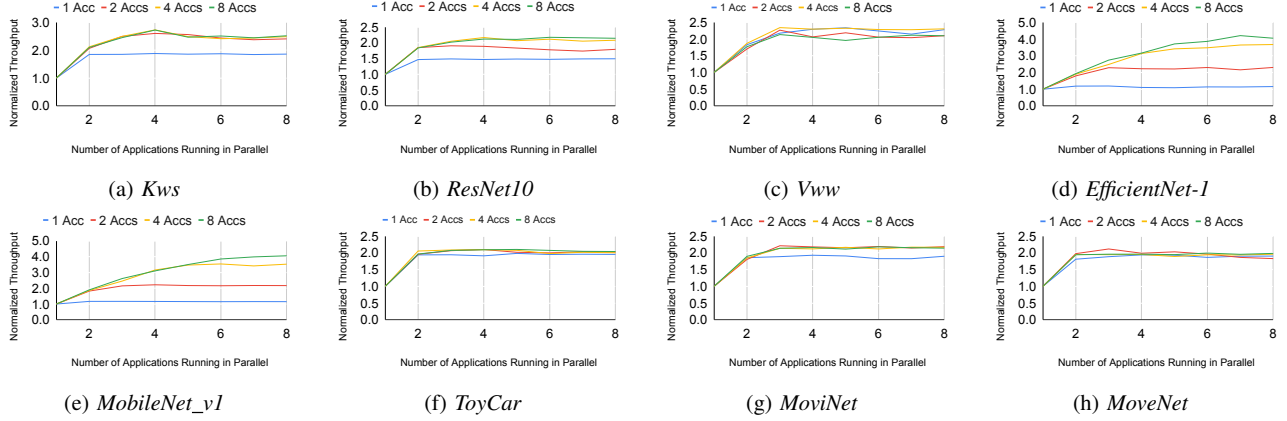 1 Acc 2 Accs 4 Accs 8 Accs
Normalized Throughput
3.0
2.0
1.0
0.0
2 4 6 8
Number of Applications Running in Parallel
(a) Kws
1 Acc 2 Accs 4 Accs 8 Accs
Normalized Throughput
2.5
2.0
1.5
1.0
0.5
0.0
2 4 6 8
Number of Applications Running in Parallel
(b) ResNet10
1 Acc 2 Accs 4 Accs 8 Accs
Normalized Throughput
2.5
2.0
1.5
1.0
0.5
0.0
2 4 6 8
Number of Applications Running in Parallel
(c) Vww
1 Acc 2 Accs 4 Accs 8 Accs
Normalized Throughput
5.0
4.0
3.0
2.0
1.0
0.0
2 4 6 8
Number of Applications Running in Parallel
(d) EfficientNet-1
1 Acc 2 Accs 4 Accs 8 Accs
Normalized Throughput
5.0
4.0
3.0
2.0
1.0
0.0
2 4 6 8
Number of Applications Running in Parallel
(e) MobileNet_v1
1 Acc 2 Accs 4 Accs 8 Accs
Normalized Throughput
2.5
2.0
1.5
1.0
0.5
0.0
2 4 6 8
Number of Applications Running in Parallel
(f) ToyCar
1 Acc 2 Accs 4 Accs 8 Accs
Normalized Throughput
2.5
2.0
1.5
1.0
0.5
0.0
2 4 6 8
Number of Applications Running in Parallel
(g) MoviNet
1 Acc 2 Accs 4 Accs 8 Accs
Normalized Throughput
2.5
2.0
1.5
1.0
0.5
0.0
2 4 6 8
Number of Applications Running in Parallel
(h) MoveNet